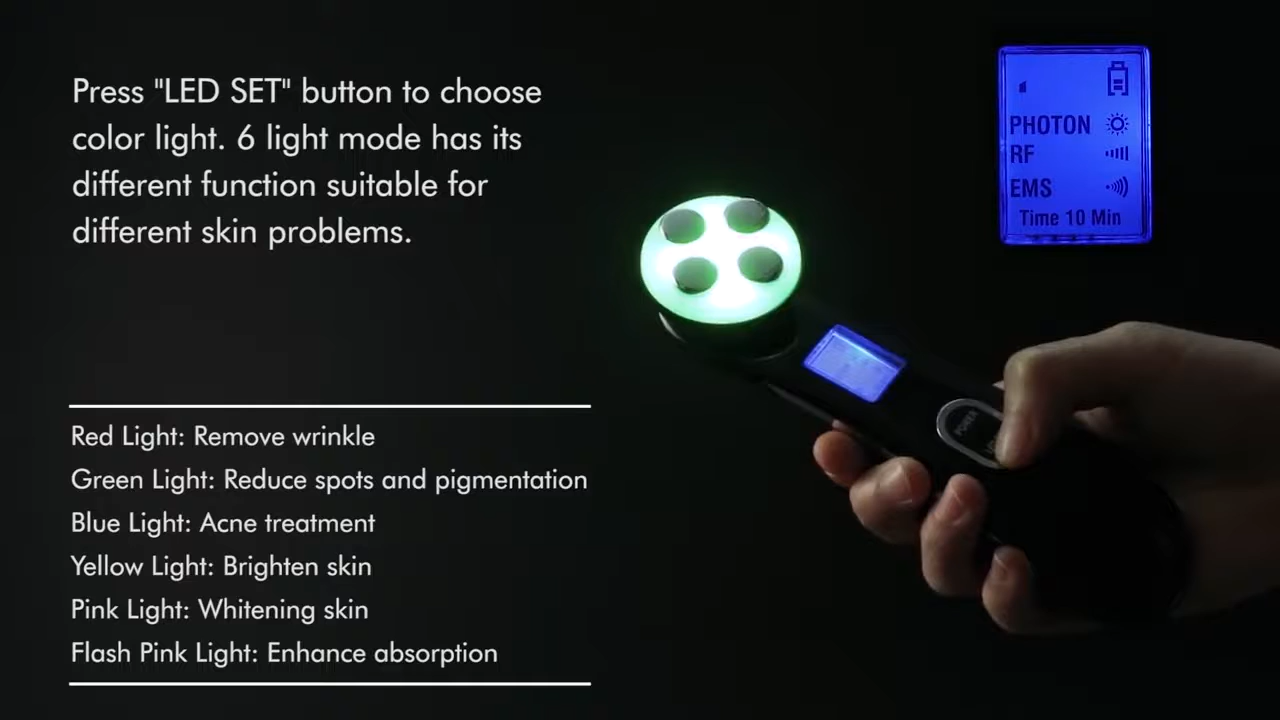 Press "LED SET" button to choose
color light. 6 light mode has its
different function suitable for
different skin problems.
Red Light: Remove wrinkle
Green Light: Reduce spots and pigmentation
Blue Light: Acne treatment
Yellow Light: Brighten skin
Pink Light: Whitening skin
Flash Pink Light: Enhance absorption
PHOTON
RF
EMS
Time 10 Min
POWER